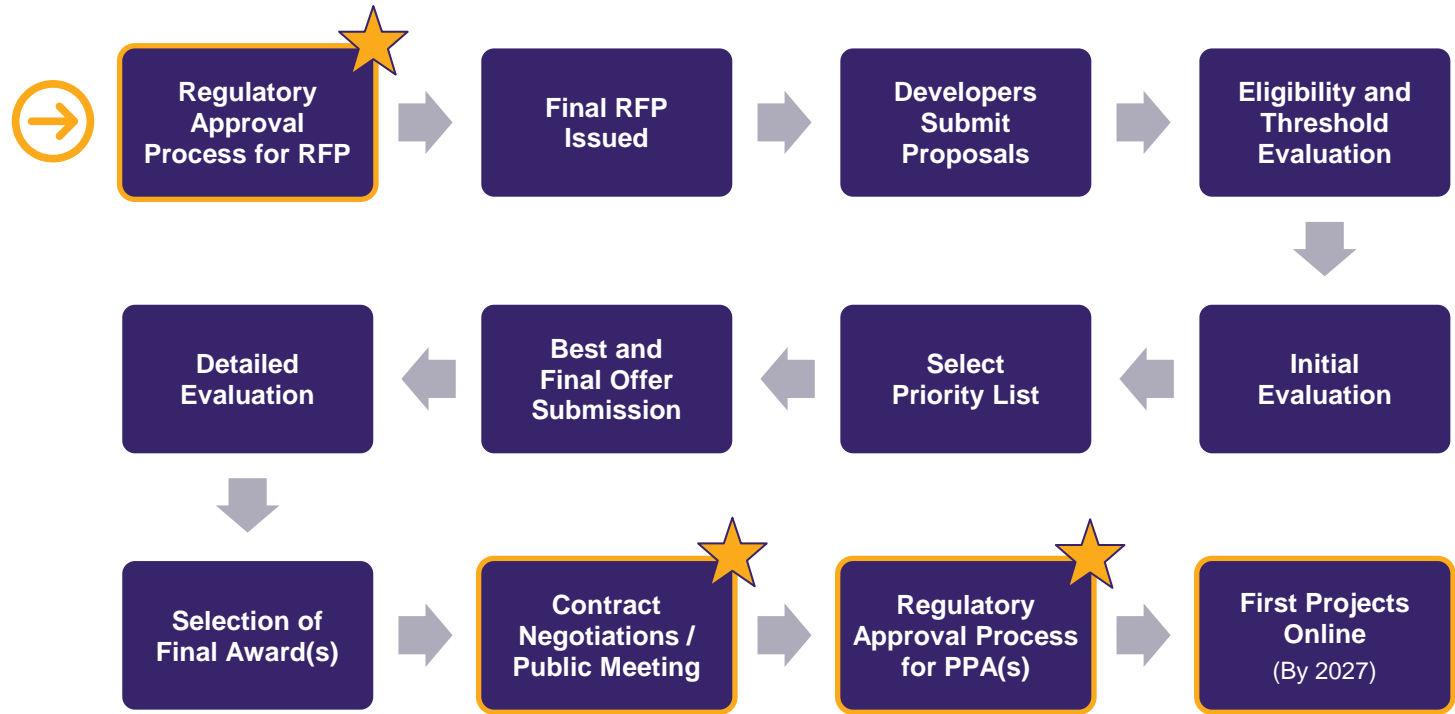 Regulatory
Approval
Process for RFP
Final RFP
Issued
Developers
Submit
Proposals
Eligibility and
Threshold
Evaluation
Initial
Evaluation
Select
Priority List
Best and
Final Offer
Submission
Detailed
Evaluation
Selection of
Final Award(s)
Contract
Negotiations /
Public Meeting
Regulatory
Approval Process
for PPA(s)
First Projects
Online
(By 2027)